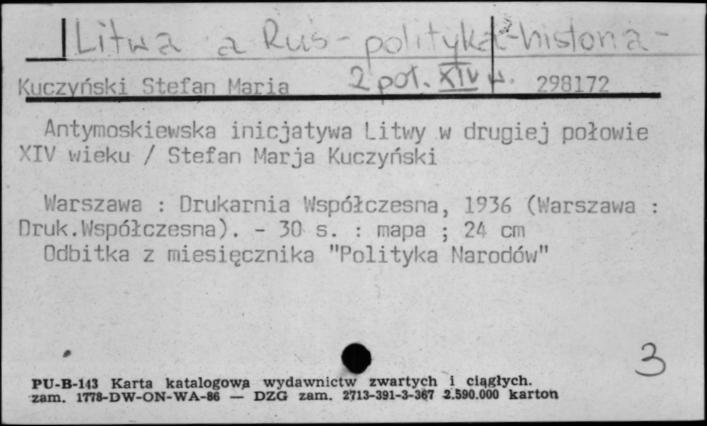 Litwa a Ruś - polityka - historia -
2 poł. XIV w.
Kuczyński Stefan Maria 298172
Antymoskiewska inicjatywa Litwy w drugiej połowie
XIV wieku / Stefan Marja Kuczyński
Warszawa : Drukarnia Współczesna, 1936 (Warszawa :
Druk.Współczesna). - 30 s. : mapa ; 24 cm
Odbitka z miesięcznika "Polityka Narodów"
3
PU-B-143 Karta katalogowa wydawnictw zwartych i ciągłych.
zam. 1778-DW-ON-WA-86 — DZG zam. 2713-391-3-367 2.590.000 karton